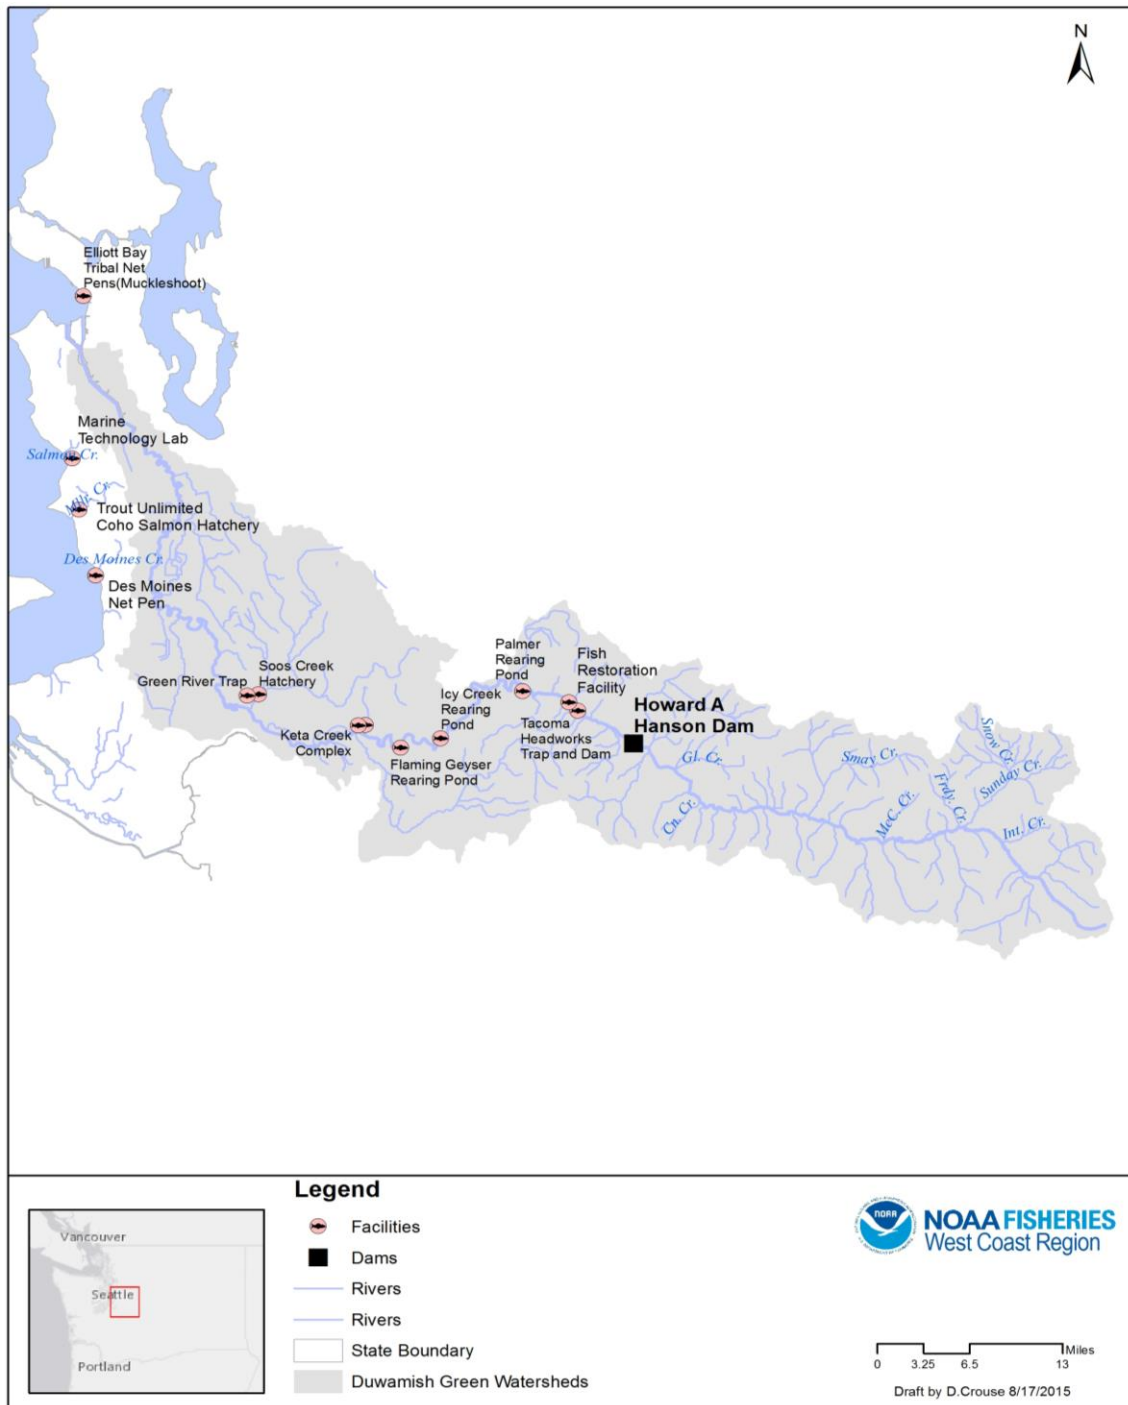 N
Elliott Bay
Tribal Net
Pens(Muckleshoot)
Marine
Technology Lab
Salmon Cr.
Mllr. Cr.
Trout Unlimited
Coho Salmon Hatchery
Des Moines Cr.
Des Moines
Net Pen
Green River Trap
Soos Creek
Hatchery
Keta Creek
Complex
Flaming Geyser
Rearing Pond
Icy Creek
Rearing
Pond
Palmer
Rearing
Pond
Fish
Restoration
Facility
Tacoma
Headworks
Trap and Dam
Howard A
Hanson Dam
Gl. Cr.
Cn. Cr.
Smay Cr.
McC. Cr.
Frdy. Cr.
Snow Cr.
Sunday Cr.
Int. Cr.
Vancouver
Seattle
Portland
Legend
Facilities
Dams
Rivers
Rivers
State Boundary
Duwamish Green Watersheds
NOAA
NOAA FISHERIES
West Coast Region
Miles
0 3.25 6.5 13
Draft by D.Crouse 8/17/2015